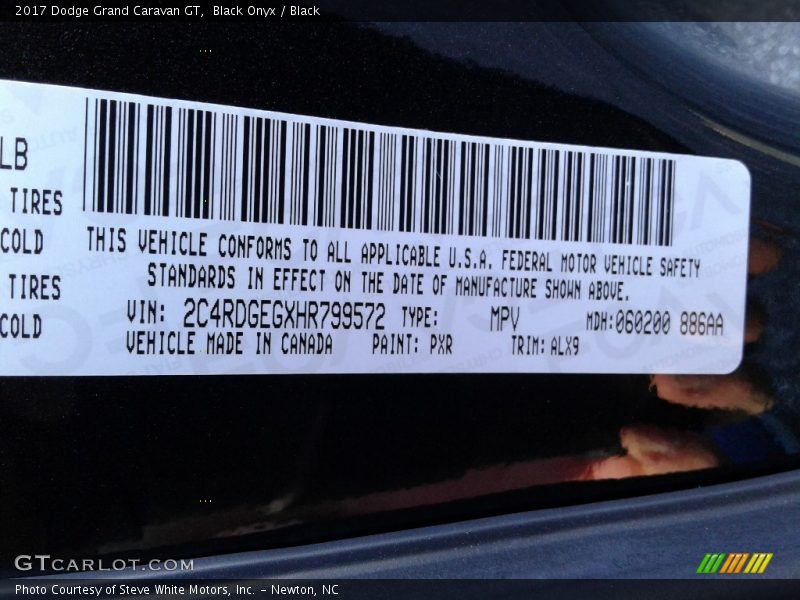 2017 Dodge Grand Caravan GT,  Black Onyx / Black
LB
TIRES
COLD
TIRES
COLD
THIS VEHICLE CONFORMS TO ALL APPLICABLE U.S.A. FEDERAL MOTOR VEHICLE SAFETY
STANDARDS IN EFFECT ON THE DATE OF MANUFACTURE SHOWN ABOVE.
VIN: 2C4RDGEGXHR799572 TYPE: MPV MDH:060200 886AA
VEHICLE MADE IN CANADA PAINT: PXR TRIM: ALX9
GTCARLOT.COM
Photo Courtesy of Steve White Motors, Inc. – Newton, NC